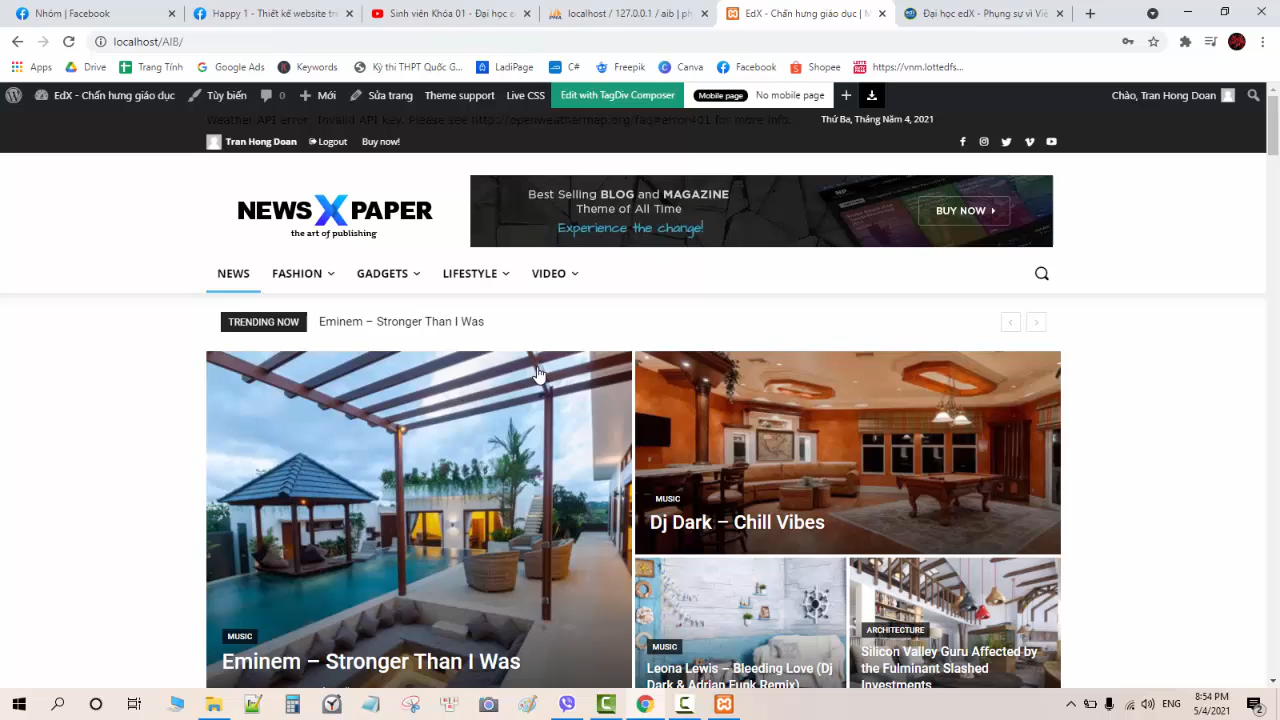 Nhóm | Facebook
(1) Facebook
Sinh viên Khóa 1 - Đại học e
localhost / 127.0.0.1 / aib | ph
EdX - Chấn hưng giáo dục | M
Đại học edX - Phụng sự vì Việ
localhost/AIB/
Apps
Drive
Trang Tính
Google Ads
Keywords
Kỳ thi THPT Quốc G...
LadiPage
C#
Freepik
Canva
Facebook
Shopee
https://vnm.lottedfs...
EdX - Chấn hưng giáo dục
Tùy biến
0
Mới
Sửa trang
Theme support
Live CSS
Edit with TagDiv Composer
Mobile page
No mobile page
Chào, Tran Hong Doan
Weather API error: Invalid API key. Please see http://openweathermap.org/faq#error401 for more info.
Thứ Ba, Tháng Năm 4, 2021
Tran Hong Doan
Logout
Buy now!
NEWS X PAPER
the art of publishing
Best Selling BLOG and MAGAZINE
Theme of All Time
Experience the change!
BUY NOW
NEWS
FASHION
GADGETS
LIFESTYLE
VIDEO
TRENDING NOW
Eminem – Stronger Than I Was
MUSIC
Eminem – Stronger Than I Was
MUSIC
Dj Dark – Chill Vibes
MUSIC
Leona Lewis – Bleeding Love (Dj
Dark & Adrian Funk Remix)
ARCHITECTURE
Silicon Valley Guru Affected by
the Fulminant Slashed
Investments
ENG
8:54 PM
5/4/2021
2